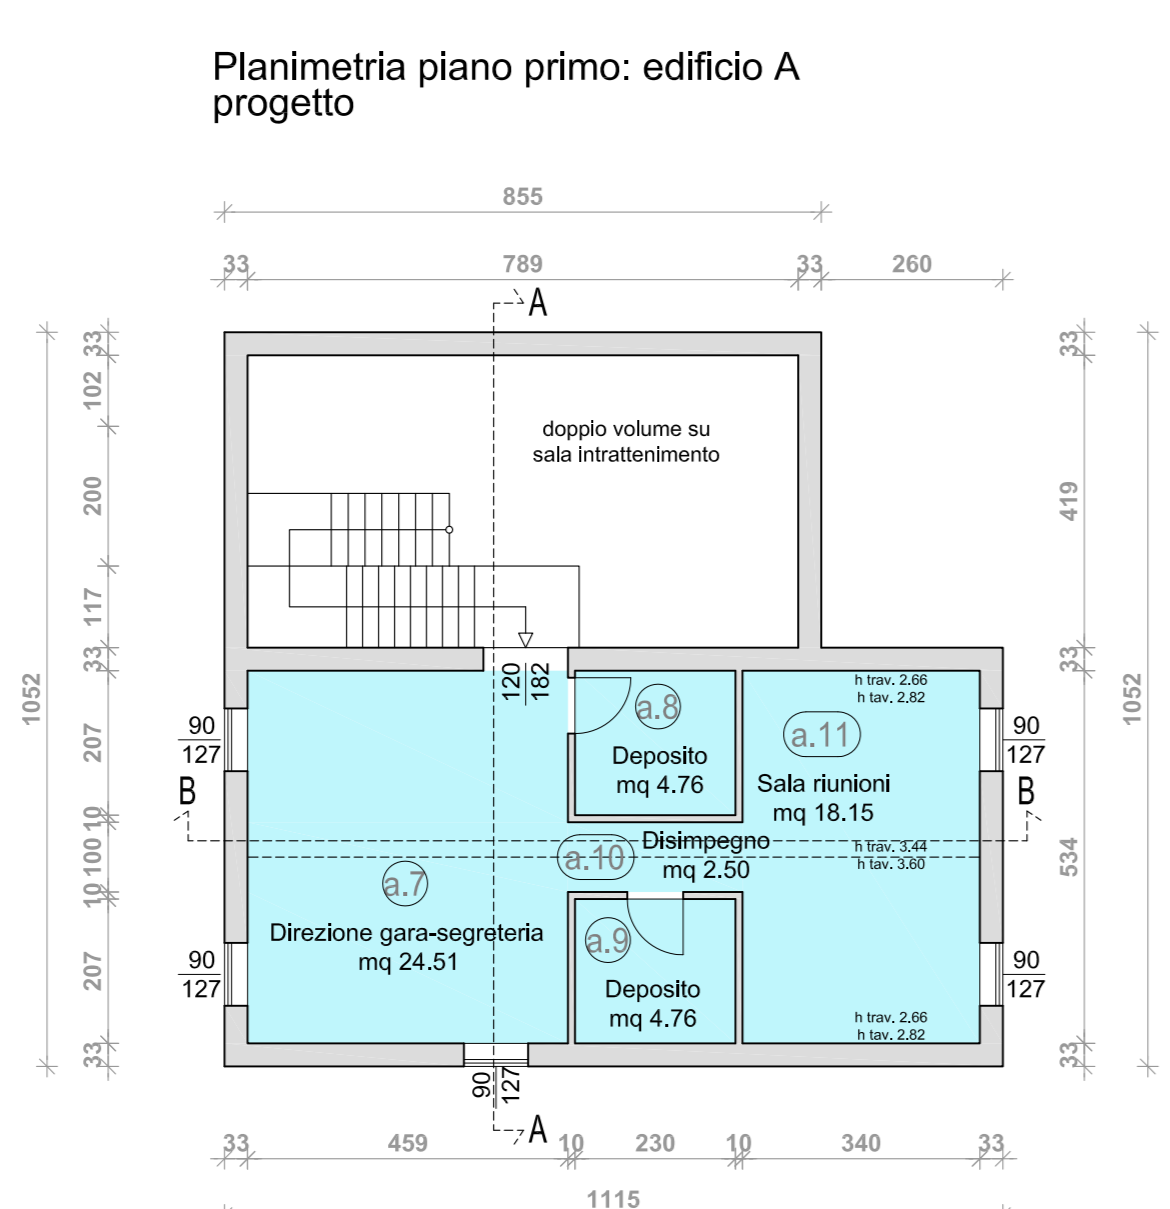 Planimetria piano primo: edificio A
progetto
855
33 789 33 260
A
33
102
200
117
33
207
10
100
10
207
33
1052
33
419
33
534
33
1052
doppio volume su
sala intrattenimento
120
182
90
127
90
127
90
127
90
127
90
127
B
B
a.8
Deposito
mq 4.76
h trav. 2.66
h tav. 2.82
a.11
Sala riunioni
mq 18.15
a.10
Disimpegno
mq 2.50
h trav. 3.44
h tav. 3.60
a.7
Direzione gara-segreteria
mq 24.51
a.9
Deposito
mq 4.76
h trav. 2.66
h tav. 2.82
A
33 459 10 230 10 340 33
1115